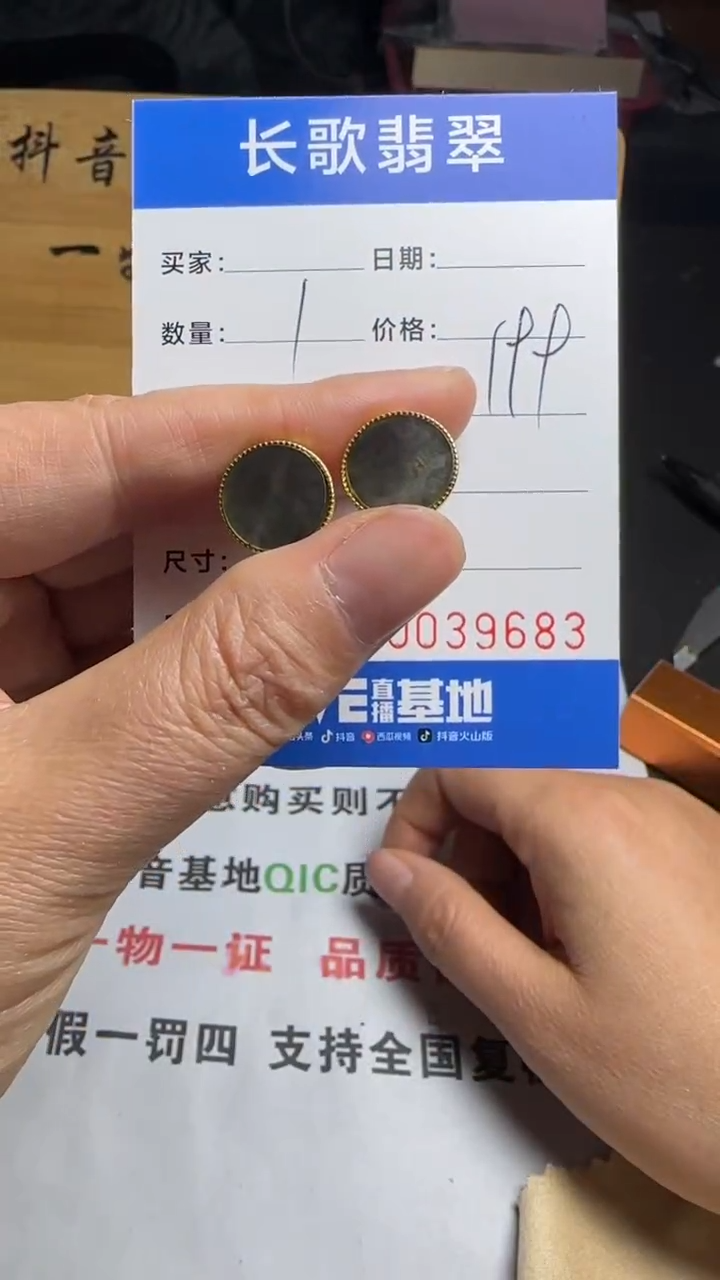 长歌翡翠
抖音
一
买家: 日期:
数量: 1 价格: 199
尺寸:
0039683
E直播基地
抖音 西瓜视频 抖音火山版
购买则不
音基地QIC质
一物一证 品质
假一罚四 支持全国复